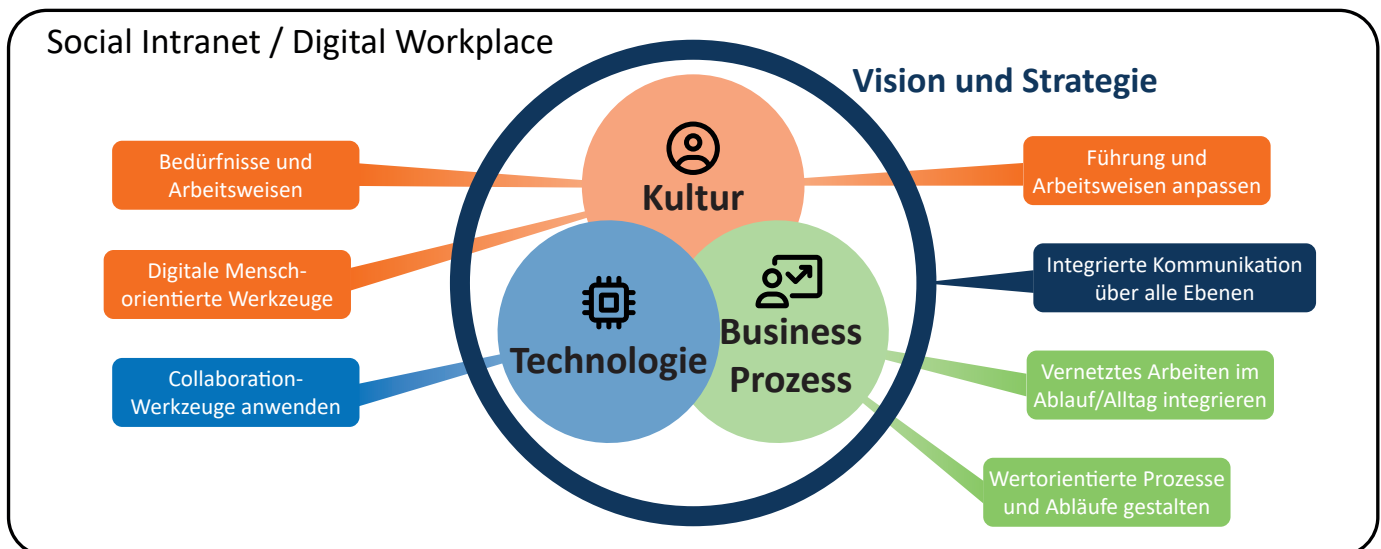 Social Intranet / Digital Workplace
Vision und Strategie
Bedürfnisse und
Arbeitsweisen
Digitale Mensch-
orientierte Werkzeuge
Collaboration-
Werkzeuge anwenden
Kultur
Technologie
Business
Prozess
Führung und
Arbeitsweisen anpassen
Integrierte Kommunikation
über alle Ebenen
Vernetztes Arbeiten im
Ablauf/Alltag integrieren
Wertorientierte Prozesse
und Abläufe gestalten